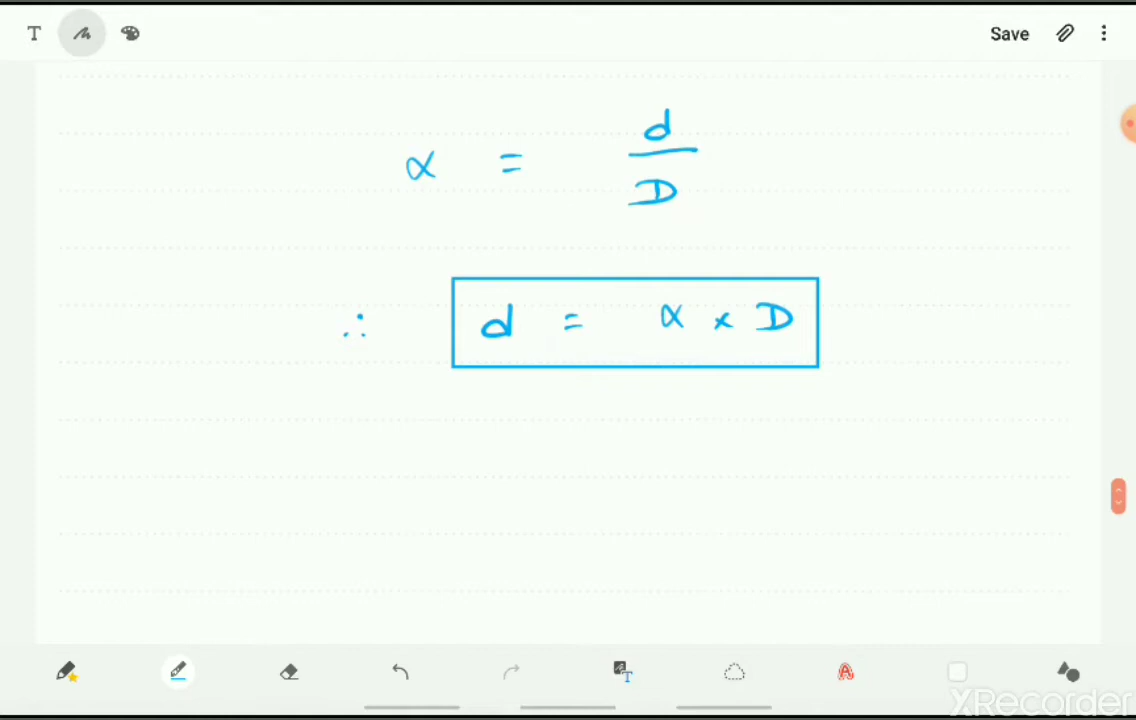 T Save
α = d/D
∴ d = α × D
T A
XRecorder